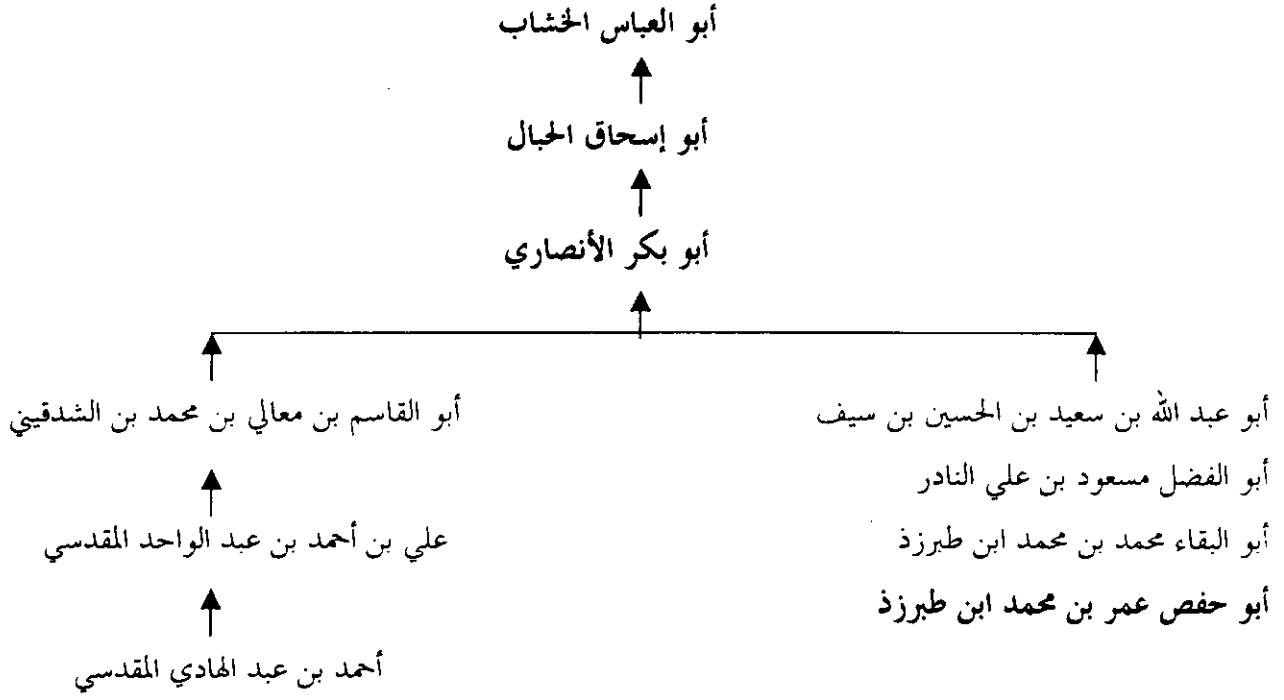 أبو العباس الخشاب
أبو إسحاق الحبال
أبو بكر الأنصاري
أبو عبد الله بن سعيد بن الحسين بن سيف
أبو الفضل مسعود بن علي النادر
أبو البقاء محمد بن محمد ابن طبرزذ
أبو حفص عمر بن محمد ابن طبرزذ
أبو القاسم بن معالي بن محمد بن الشدقيني
علي بن أحمد بن عبد الواحد المقدسي
أحمد بن عبد الهادي المقدسي